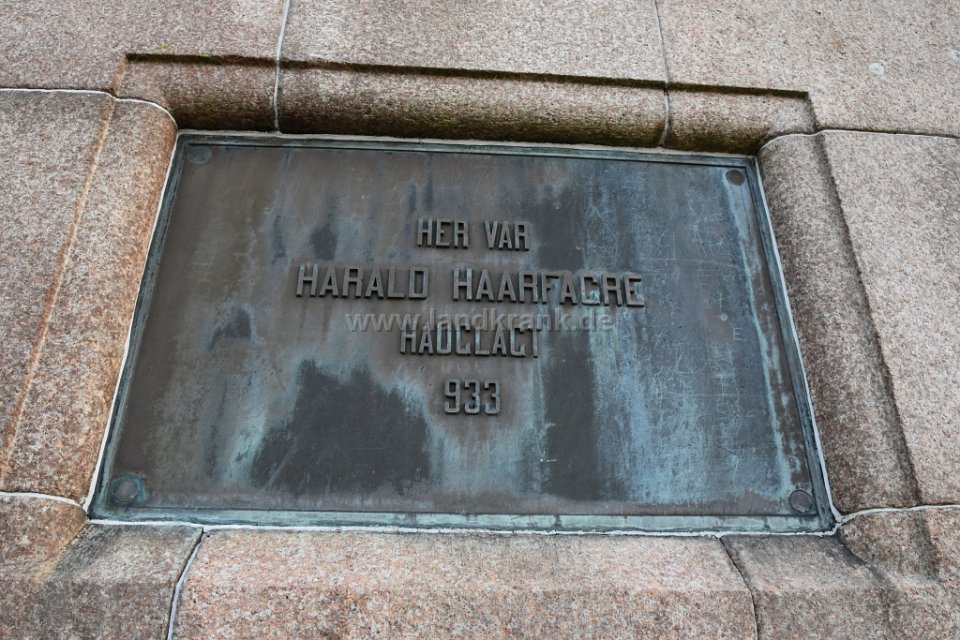 HER VAR
HARALD HAARFAGRE
www.landkrank.de
HAUGLAGT
933